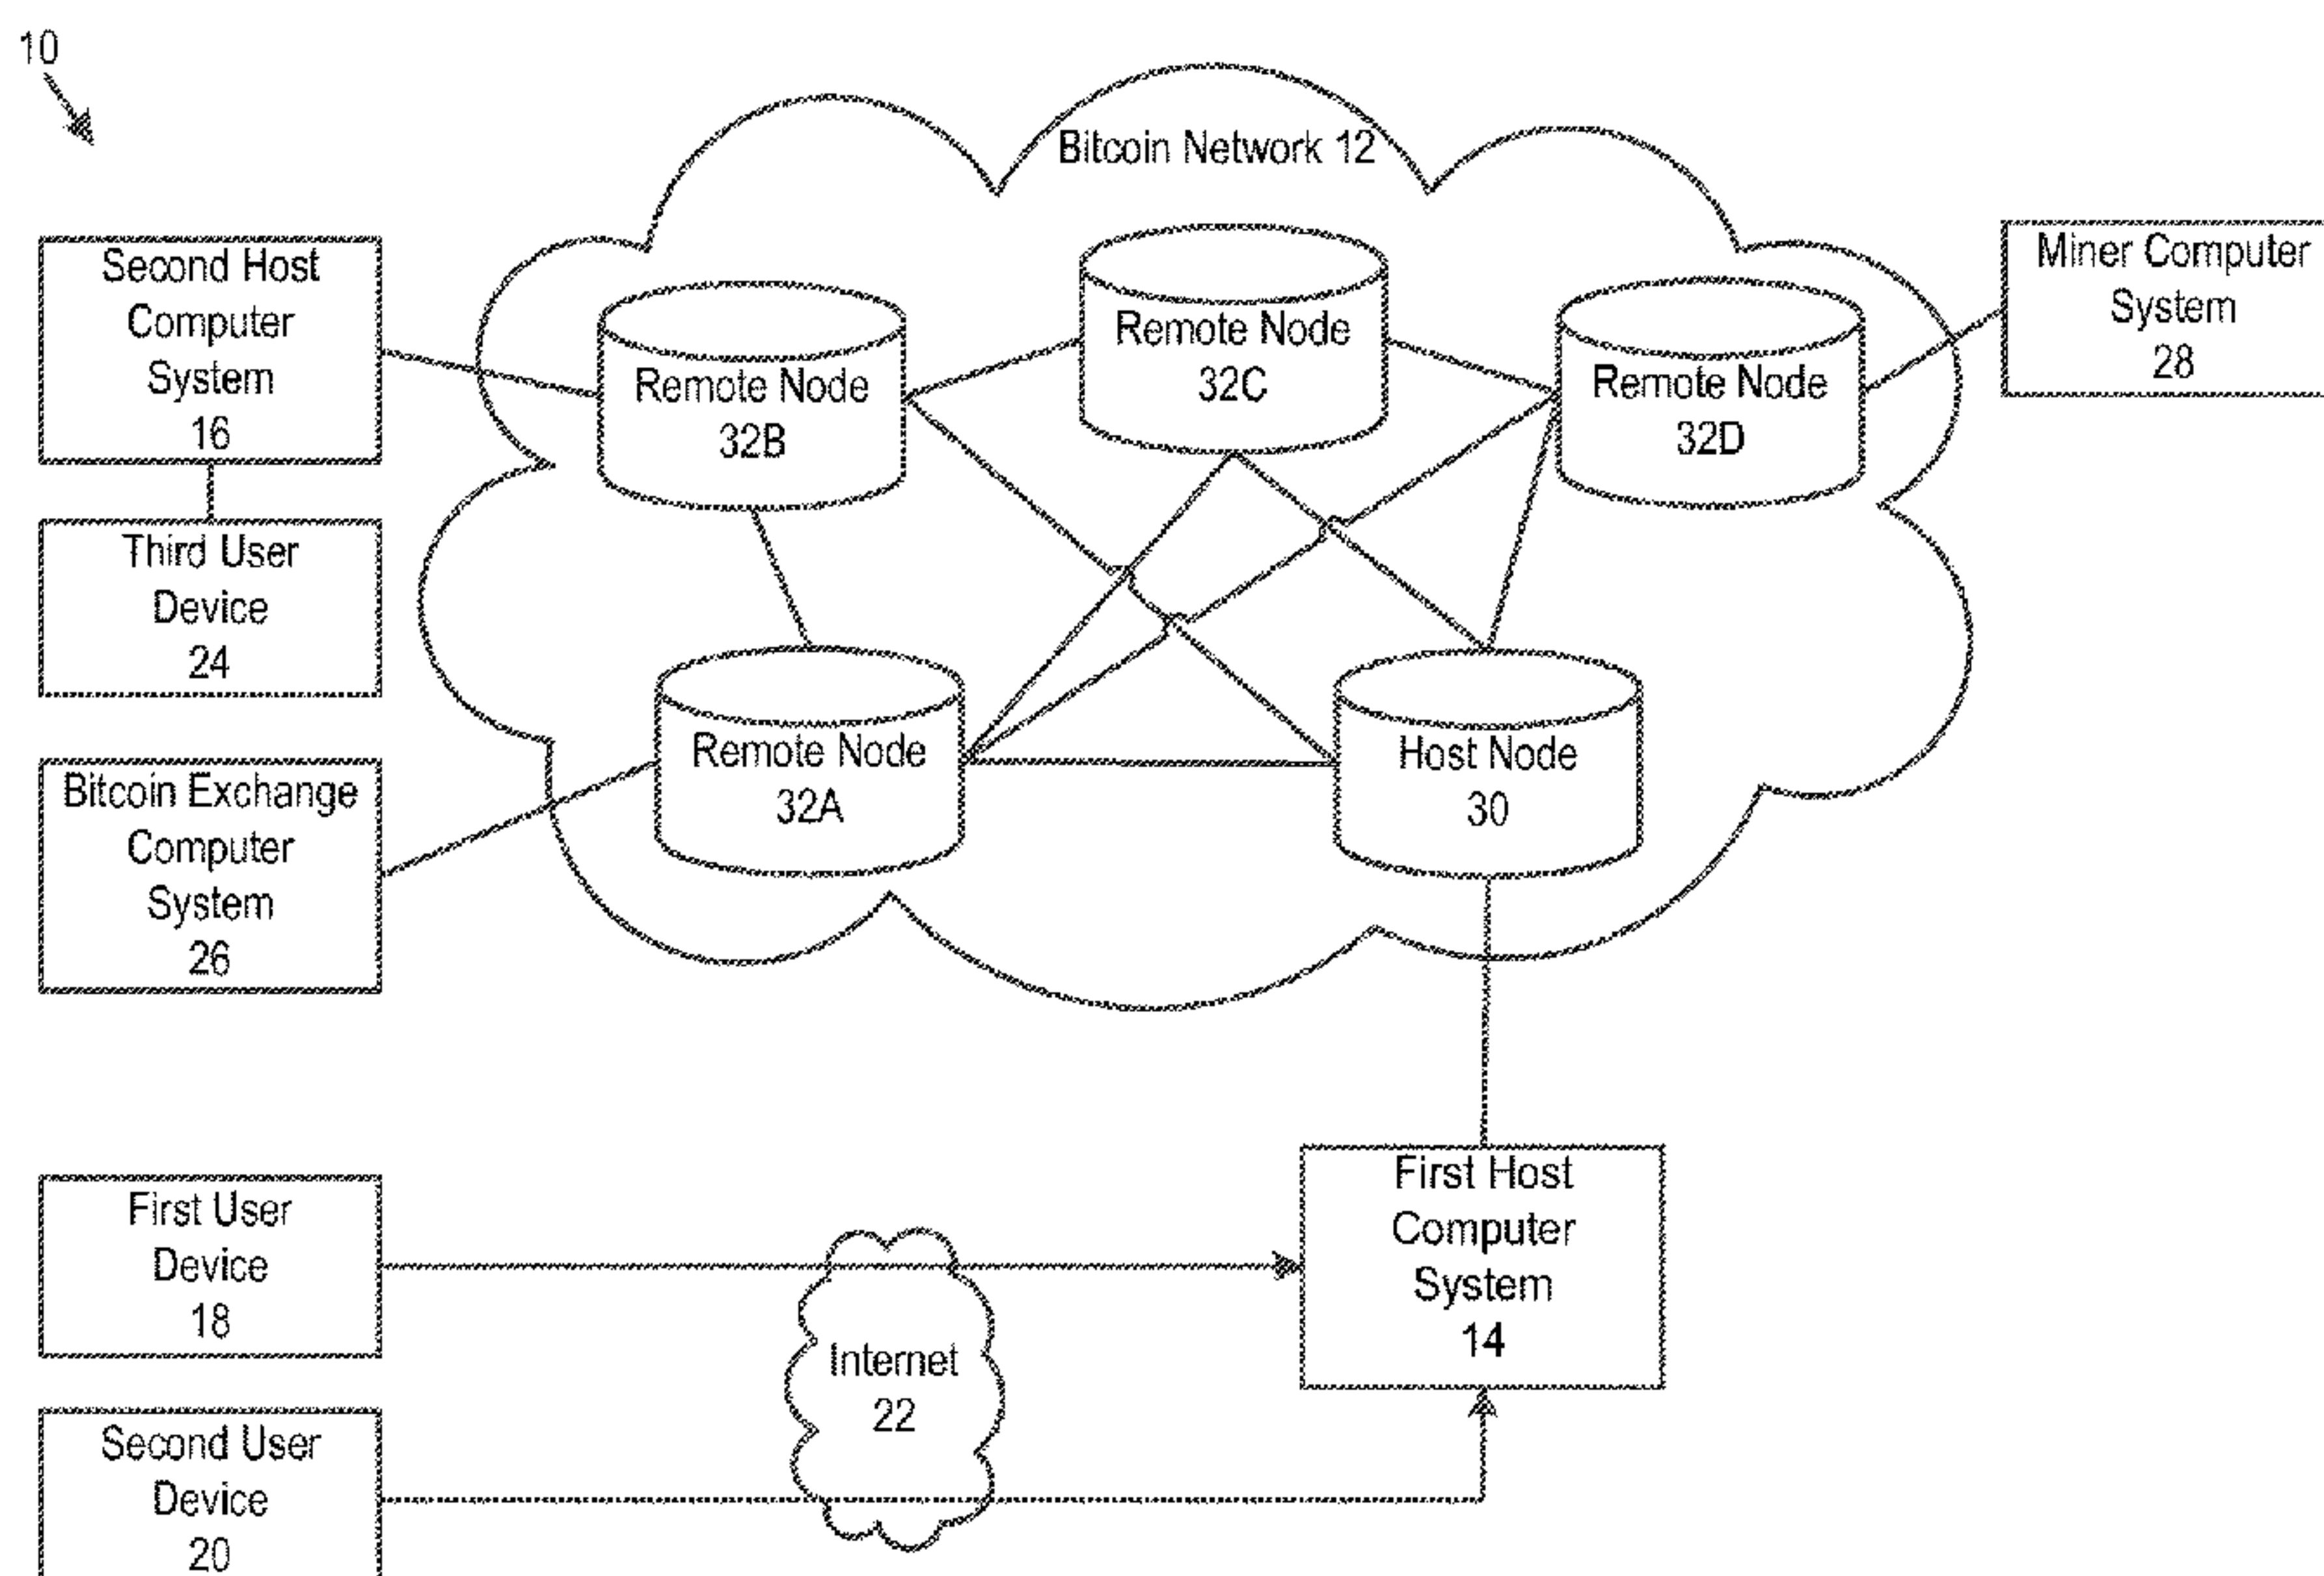 10
Bitcoin Network 12
Second Host
Computer
System
16
Remote Node
32B
Remote Node
32C
Remote Node
32D
Miner Computer
System
28
Third User
Device
24
Bitcoin Exchange
Computer
System
26
Remote Node
32A
Host Node
30
First User
Device
18
Internet
22
First Host
Computer
System
14
Second User
Device
20